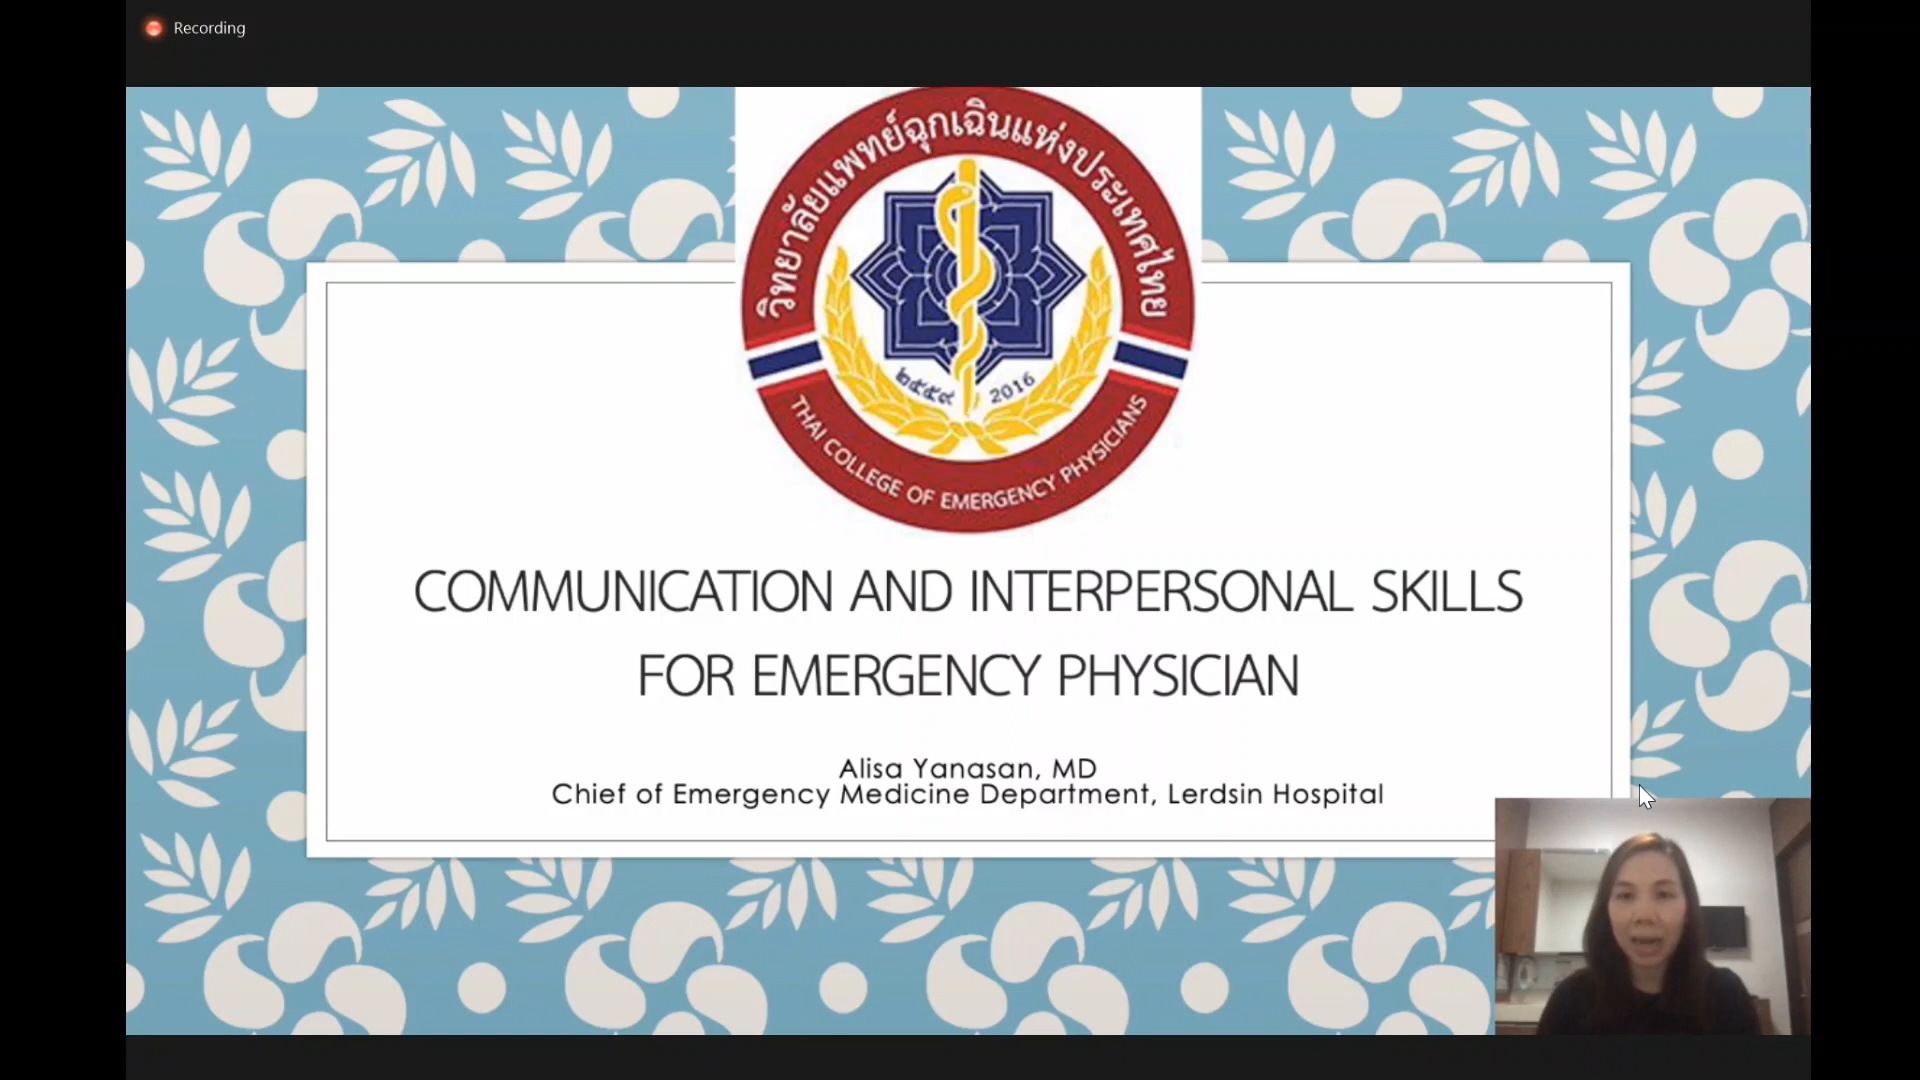 Recording
วิทยาลัยแพทย์ฉุกเฉินแห่งประเทศไทย
๒๕๕๙ 2016
THAI COLLEGE OF EMERGENCY PHYSICIANS
COMMUNICATION AND INTERPERSONAL SKILLS
FOR EMERGENCY PHYSICIAN
Alisa Yanasan, MD
Chief of Emergency Medicine Department, Lerdsin Hospital